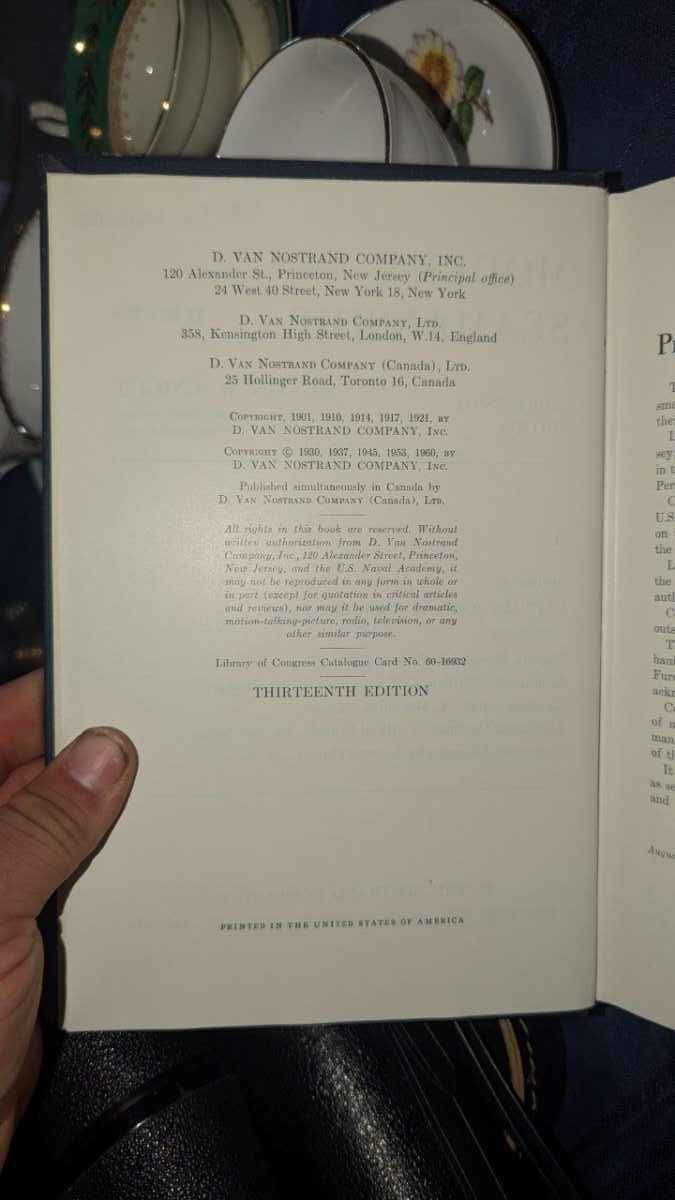 D. VAN NOSTRAND COMPANY, INC.
120 Alexander St., Princeton, New Jersey (Principal office)
24 West 40 Street, New York 18, New York
D. VAN NOSTRAND COMPANY, LTD.
358, Kensington High Street, London, W.14, England
D. VAN NOSTRAND COMPANY (Canada), LTD.
25 Hollinger Road, Toronto 16, Canada
COPYRIGHT, 1901, 1910, 1914, 1917, 1921, BY
D. VAN NOSTRAND COMPANY, INC.
COPYRIGHT © 1930, 1937, 1945, 1953, 1960, BY
D. VAN NOSTRAND COMPANY, INC.
Published simultaneously in Canada by
D. VAN NOSTRAND COMPANY (Canada), LTD.
All rights in this book are reserved. Without
written authorization from D. Van Nostrand
Company, Inc., 120 Alexander Street, Princeton,
New Jersey, and the U.S. Naval Academy, it
may not be reproduced in any form in whole or
in part (except for quotation in critical articles
and reviews), nor may it be used for dramatic,
motion-talking-picture, radio, television, or any
other similar purpose.
Library of Congress Catalogue Card No. 60-16932
THIRTEENTH EDITION
PRINTED IN THE UNITED STATES OF AMERICA